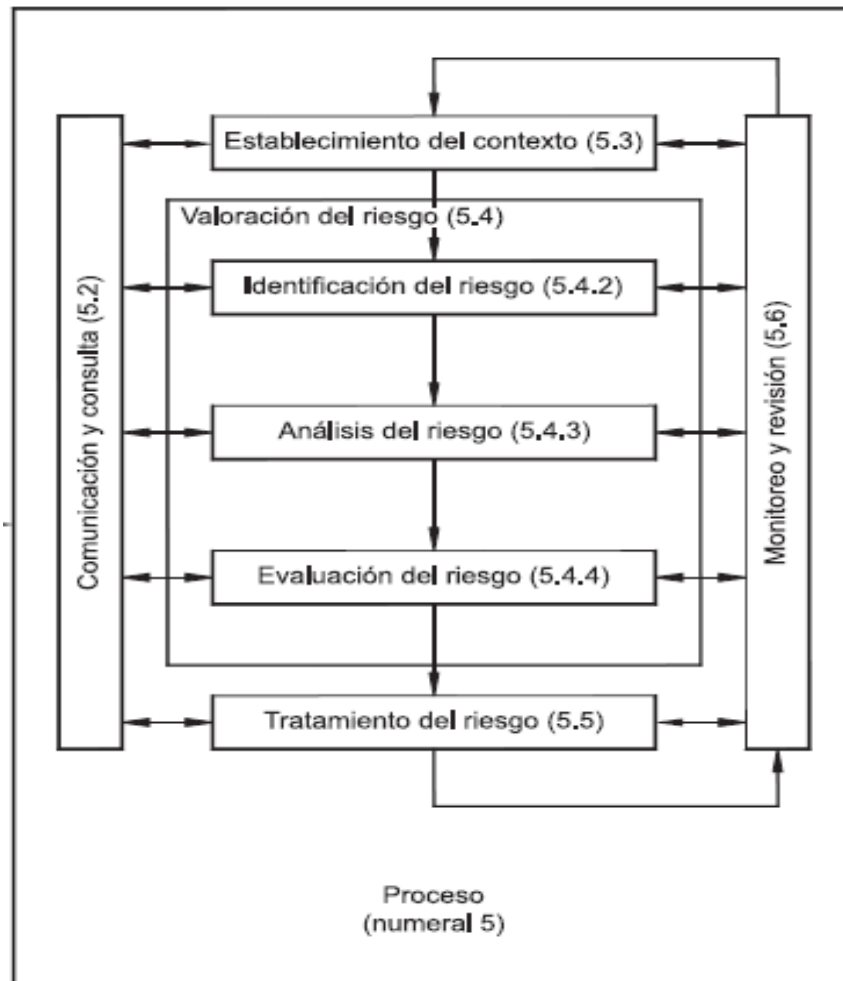 Establecimiento del contexto (5.3)
Valoración del riesgo (5.4)
Identificación del riesgo (5.4.2)
Análisis del riesgo (5.4.3)
Evaluación del riesgo (5.4.4)
Tratamiento del riesgo (5.5)
Comunicación y consulta (5.2)
Monitoreo y revisión (5.6)
Proceso
(numeral 5)